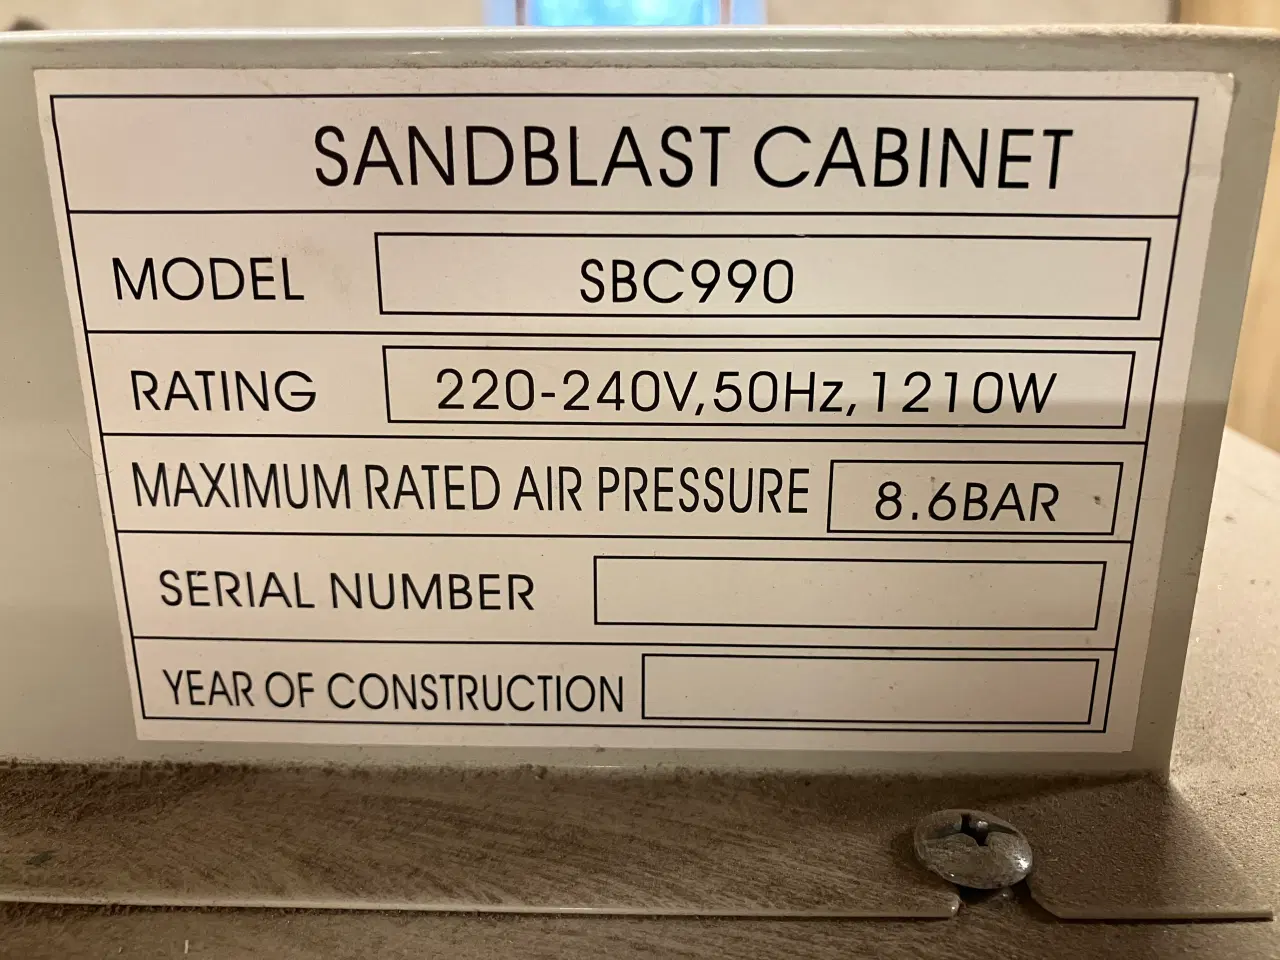 SANDBLAST CABINET
MODEL SBC990
RATING 220-240V,50Hz,1210W
MAXIMUM RATED AIR PRESSURE 8.6BAR
SERIAL NUMBER
YEAR OF CONSTRUCTION